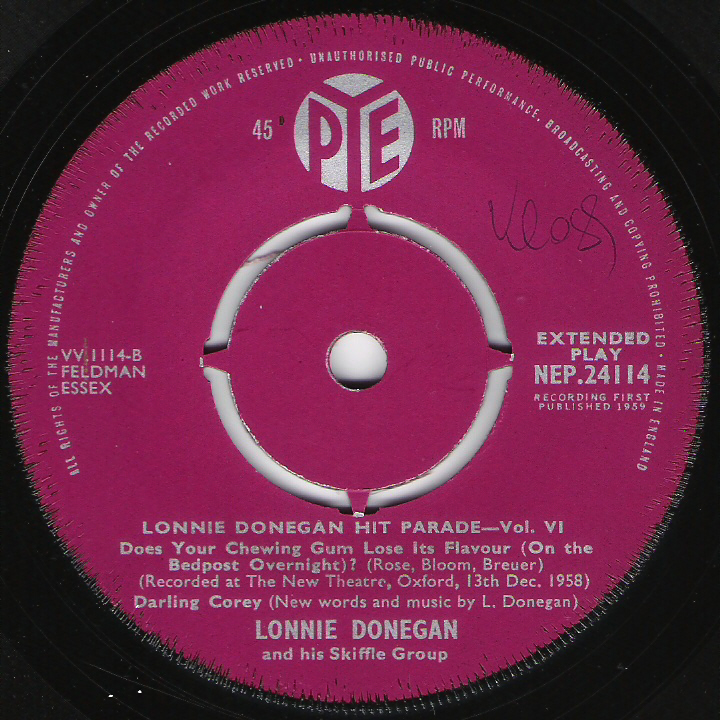 ALL RIGHTS OF THE MANUFACTURERS AND OWNER OF THE RECORDED WORK RESERVED · UNAUTHORISED PUBLIC PERFORMANCE, BROADCASTING AND COPYING PROHIBITED · MADE IN ENGLAND
PYE
45 RPM
VV 1114-B
FELDMAN
ESSEX
EXTENDED
PLAY
NEP.24114
RECORDING FIRST
PUBLISHED 1959
LONNIE DONEGAN HIT PARADE—Vol. VI
Does Your Chewing Gum Lose Its Flavour (On the
Bedpost Overnight)? (Rose, Bloom, Breuer)
(Recorded at The New Theatre, Oxford, 13th Dec. 1958)
Darling Corey (New words and music by L. Donegan)
LONNIE DONEGAN
and his Skiffle Group